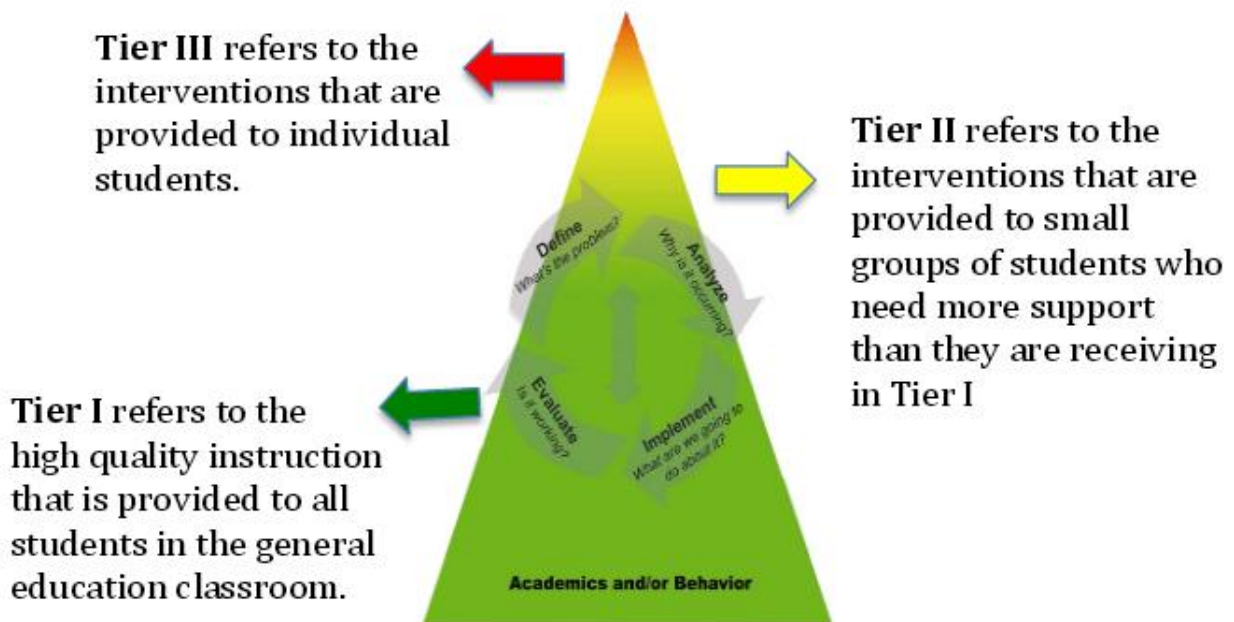 Tier III refers to the
interventions that are
provided to individual
students.
Tier II refers to the
interventions that are
provided to small
groups of students who
need more support
than they are receiving
in Tier I
Define
What's the problem?
Analyze
Why is it occurring?
Implement
What are we going to
do about it?
Evaluate
Is it working?
Tier I refers to the
high quality instruction
that is provided to all
students in the general
education classroom.
Academics and/or Behavior